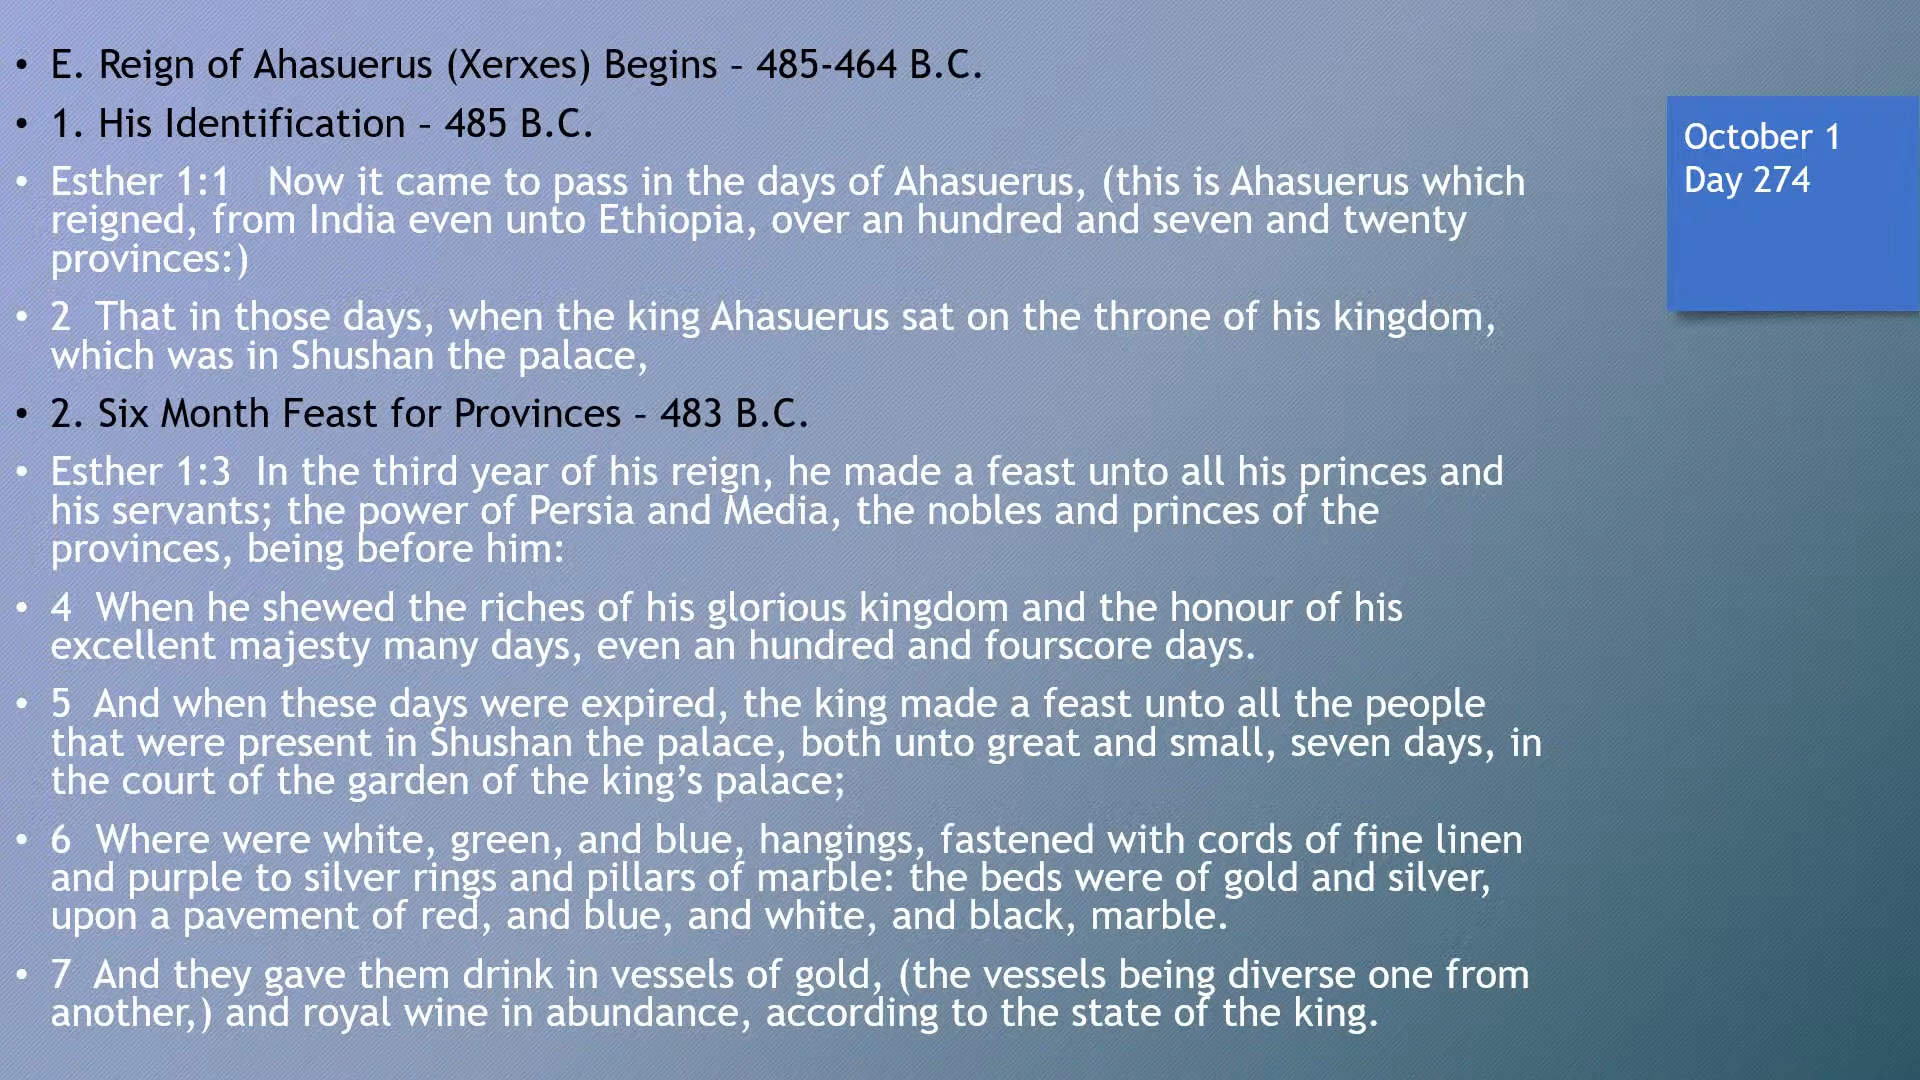 • E. Reign of Ahasuerus (Xerxes) Begins – 485-464 B.C.
• 1. His Identification – 485 B.C.
• Esther 1:1   Now it came to pass in the days of Ahasuerus, (this is Ahasuerus which
reigned, from India even unto Ethiopia, over an hundred and seven and twenty
provinces:)
• 2  That in those days, when the king Ahasuerus sat on the throne of his kingdom,
which was in Shushan the palace,
• 2. Six Month Feast for Provinces – 483 B.C.
• Esther 1:3  In the third year of his reign, he made a feast unto all his princes and
his servants; the power of Persia and Media, the nobles and princes of the
provinces, being before him:
• 4  When he shewed the riches of his glorious kingdom and the honour of his
excellent majesty many days, even an hundred and fourscore days.
• 5  And when these days were expired, the king made a feast unto all the people
that were present in Shushan the palace, both unto great and small, seven days, in
the court of the garden of the king’s palace;
• 6  Where were white, green, and blue, hangings, fastened with cords of fine linen
and purple to silver rings and pillars of marble: the beds were of gold and silver,
upon a pavement of red, and blue, and white, and black, marble.
• 7  And they gave them drink in vessels of gold, (the vessels being diverse one from
another,) and royal wine in abundance, according to the state of the king.
October 1
Day 274